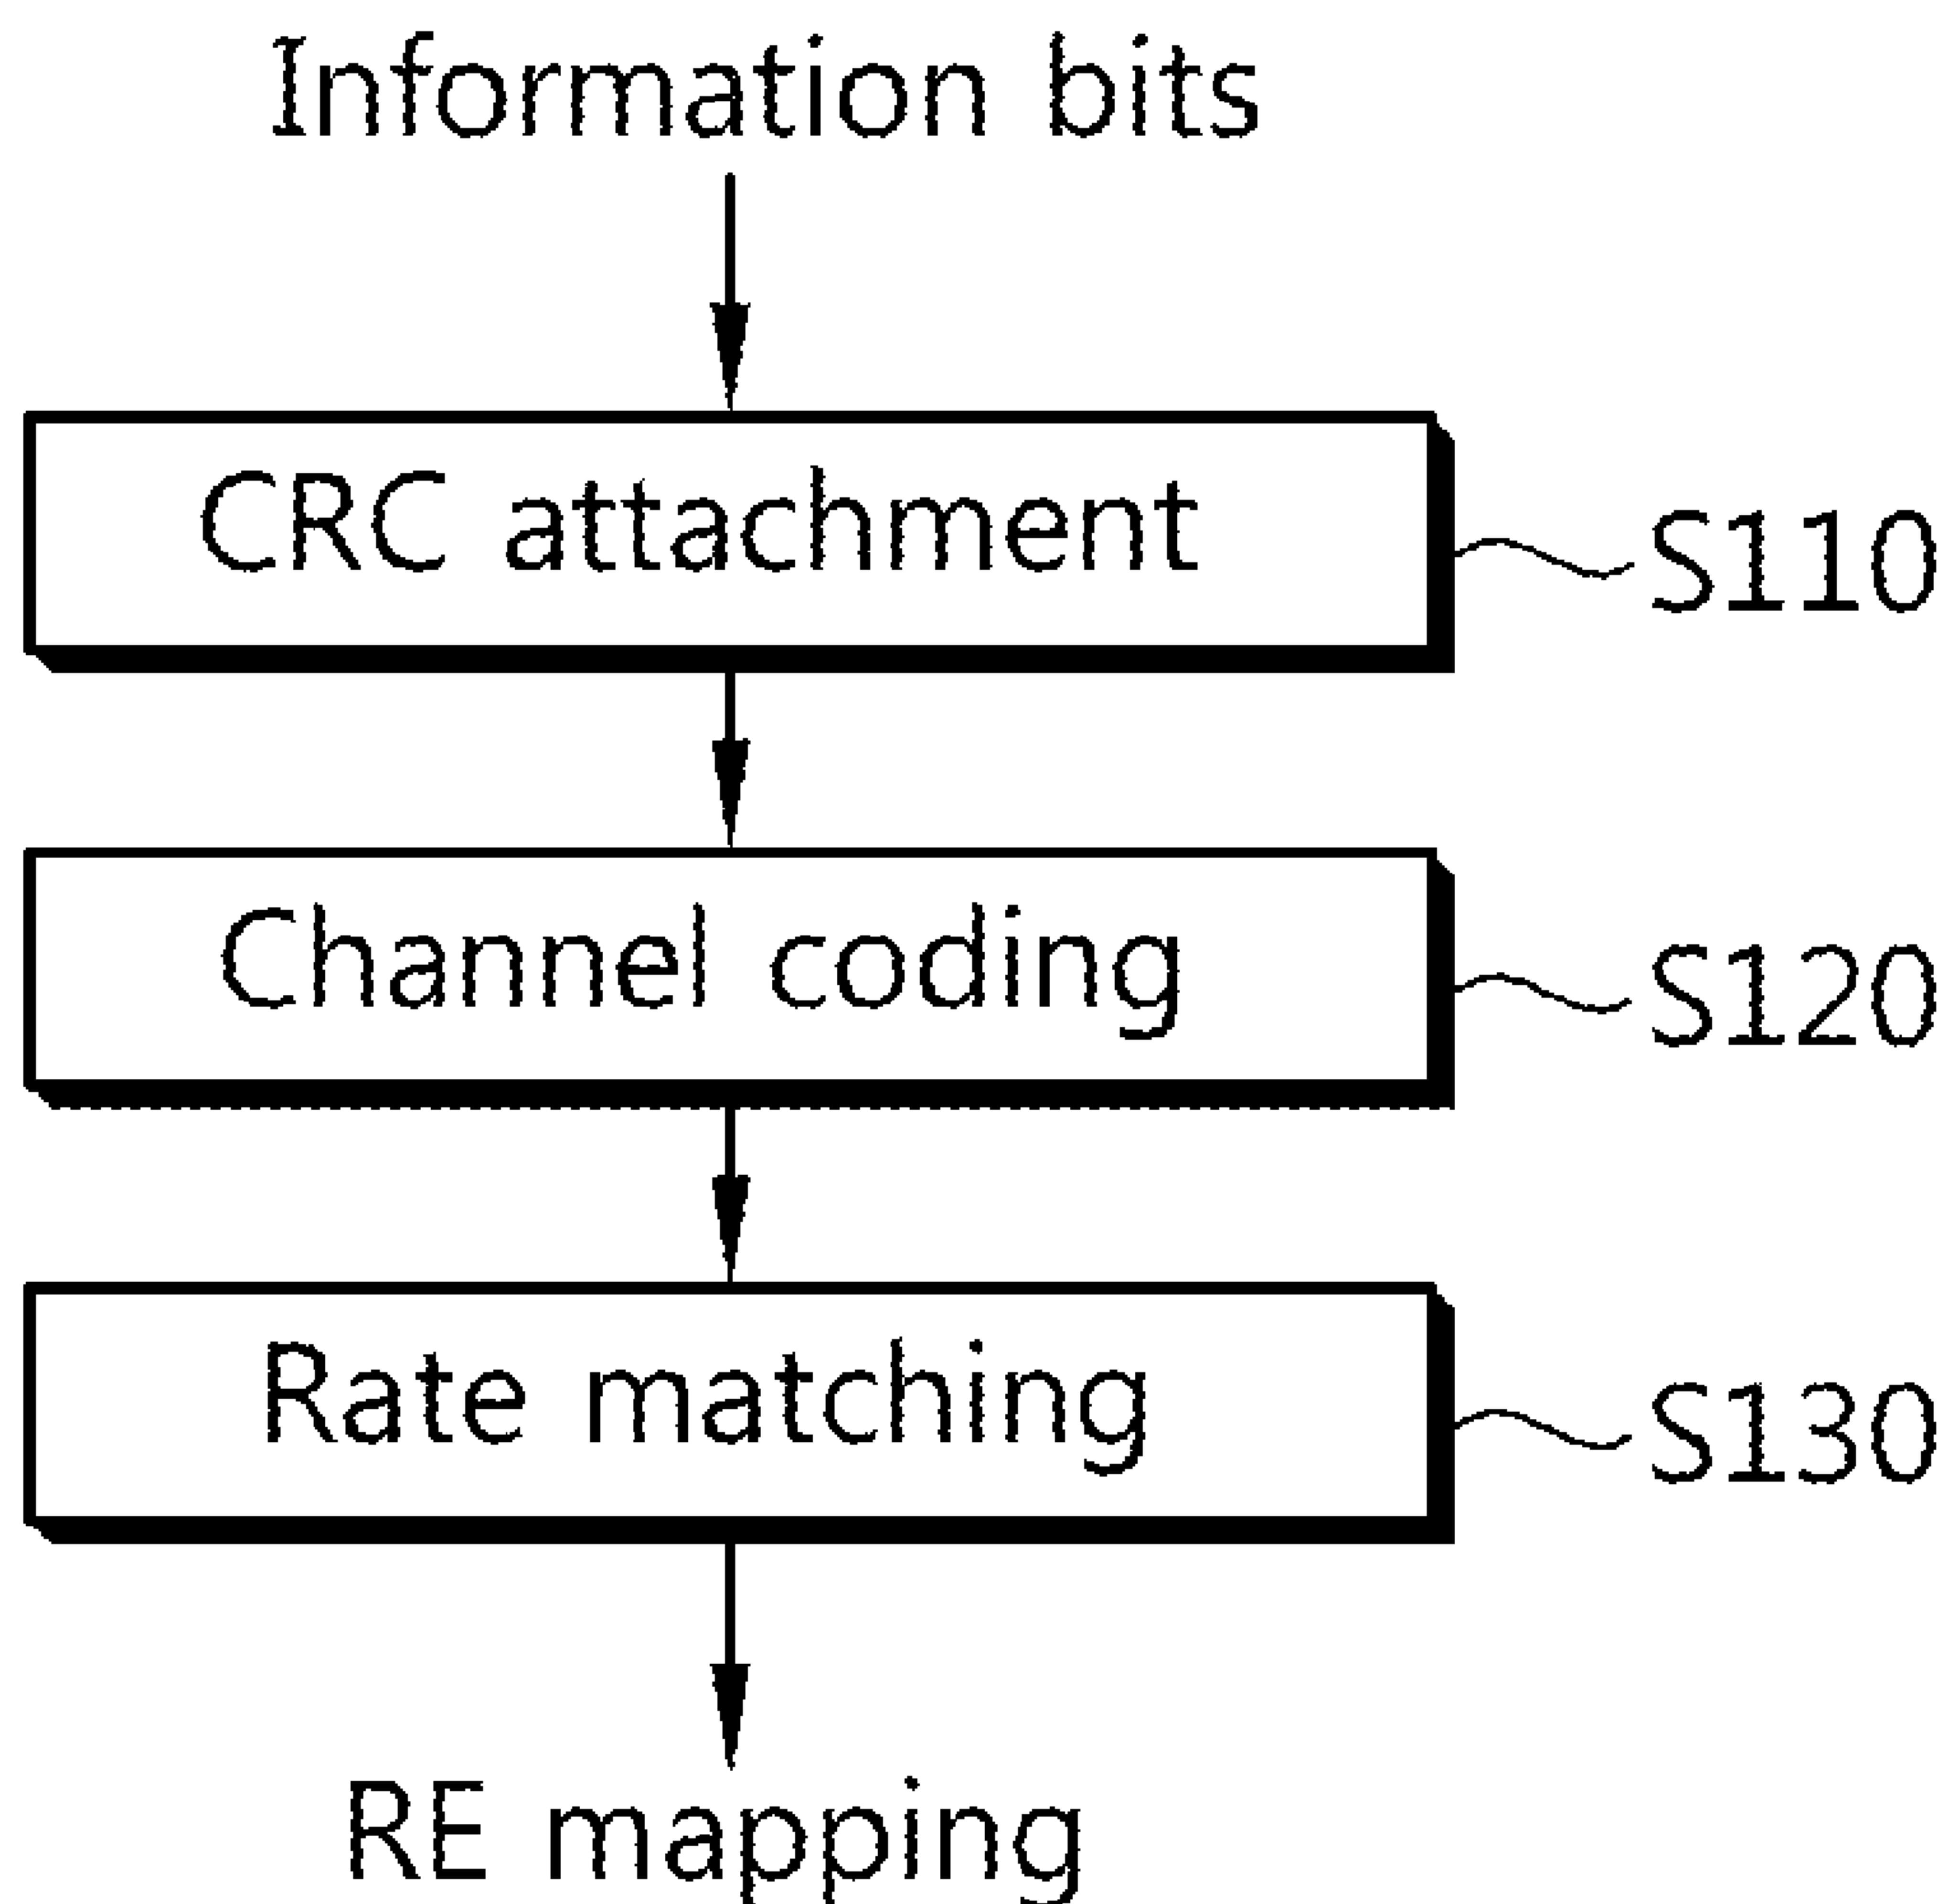 Information bits
CRC attachment
S110
Channel coding
S120
Rate matching
S130
RE mapping